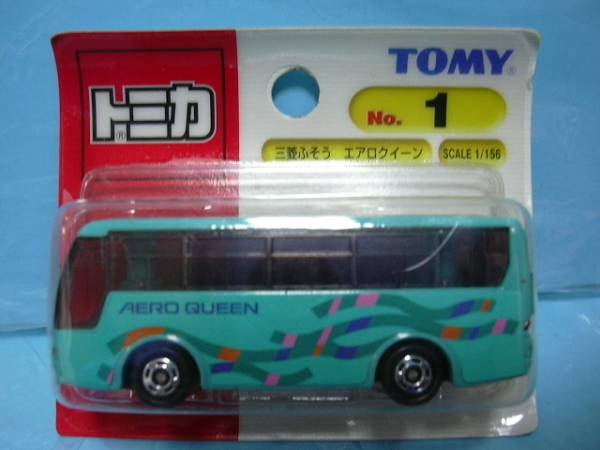 トミカ®
TOMY®
No. 1
三菱ふそう エアロクイーン
SCALE 1/156
AERO QUEEN